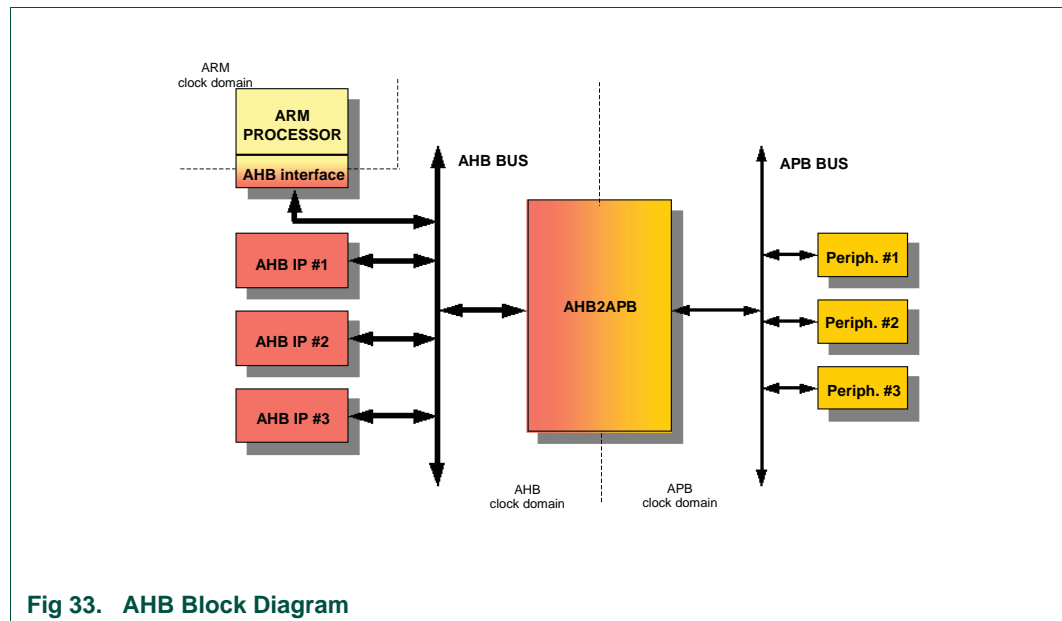 ARM
clock domain
ARM
PROCESSOR
AHB interface
AHB BUS
APB BUS
AHB IP #1
Periph. #1
AHB2APB
AHB IP #2
Periph. #2
AHB IP #3
Periph. #3
AHB
clock domain
APB
clock domain
Fig 33. AHB Block Diagram